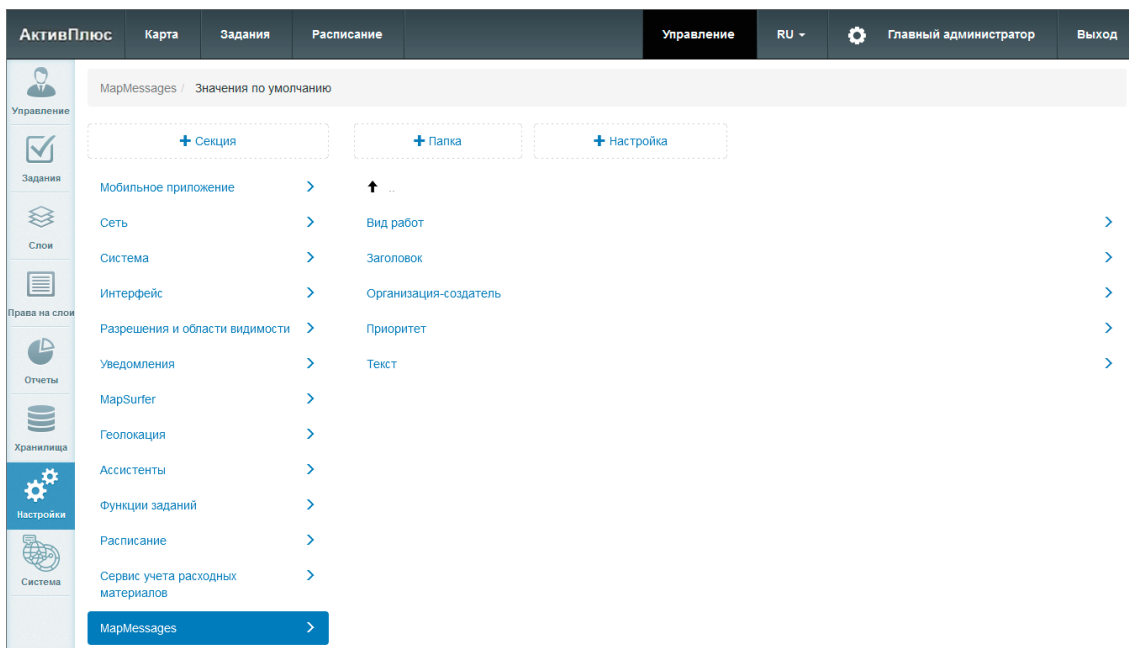 АктивПлюс Карта Задания Расписание Управление RU Главный администратор Выход
Управление
Задания
Слои
Права на слои
Отчеты
Хранилища
Настройки
Система
MapMessages / Значения по умолчанию
+ Секция
+ Папка
+ Настройка
Мобильное приложение
Сеть
Система
Интерфейс
Разрешения и области видимости
Уведомления
MapSurfer
Геолокация
Ассистенты
Функции заданий
Расписание
Сервис учета расходных
материалов
MapMessages
..
Вид работ
Заголовок
Организация-создатель
Приоритет
Текст